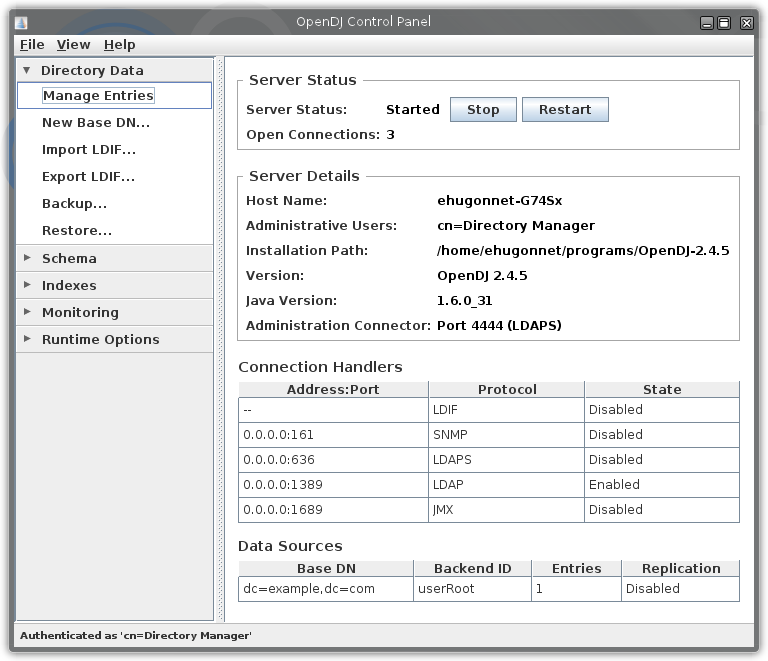 OpenDJ Control Panel
File View Help
Directory Data
Manage Entries
New Base DN...
Import LDIF...
Export LDIF...
Backup...
Restore...
Schema
Indexes
Monitoring
Runtime Options
Server Status
Server Status: Started Stop Restart
Open Connections: 3
Server Details
Host Name: ehugonnet-G74Sx
Administrative Users: cn=Directory Manager
Installation Path: /home/ehugonnet/programs/OpenDJ-2.4.5
Version: OpenDJ 2.4.5
Java Version: 1.6.0_31
Administration Connector: Port 4444 (LDAPS)
Connection Handlers
Address:Port Protocol State
-- LDIF Disabled
0.0.0.0:161 SNMP Disabled
0.0.0.0:636 LDAPS Disabled
0.0.0.0:1389 LDAP Enabled
0.0.0.0:1689 JMX Disabled
Data Sources
Base DN Backend ID Entries Replication
dc=example,dc=com userRoot 1 Disabled
Authenticated as 'cn=Directory Manager'